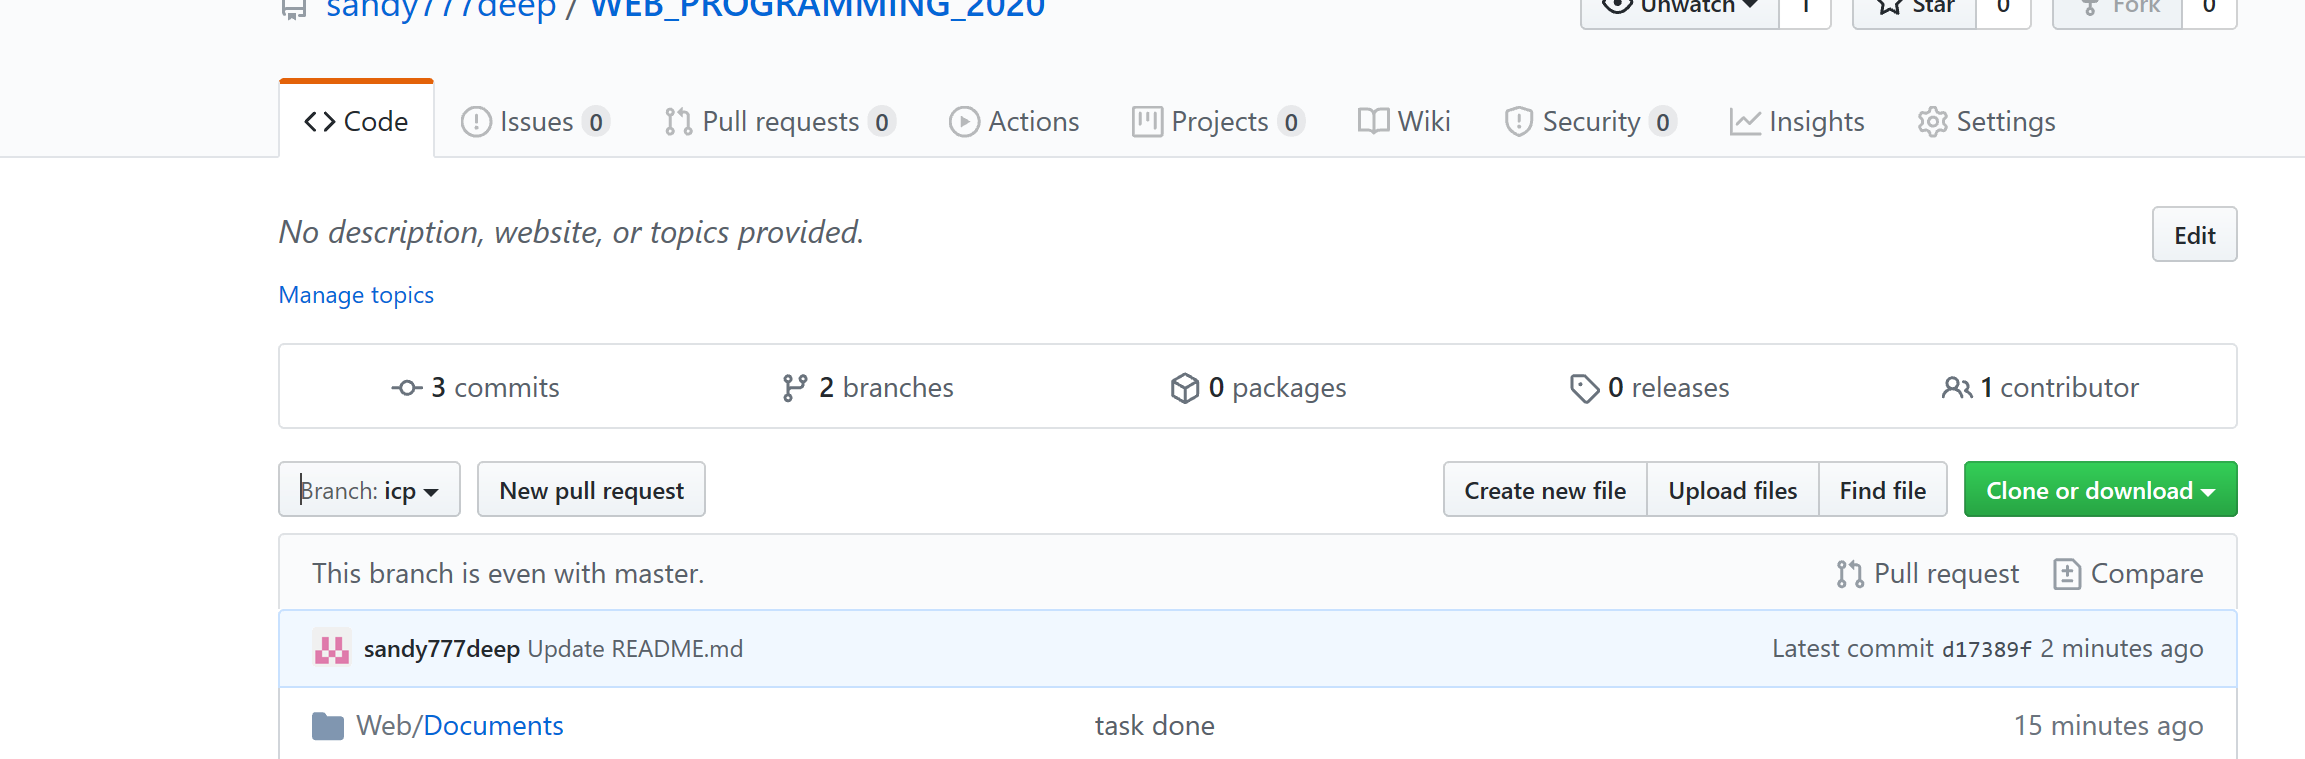 sandy777deep / WEB_PROGRAMMING_2020 Unwatch 1 Star 0 Fork 0
Code Issues 0 Pull requests 0 Actions Projects 0 Wiki Security 0 Insights Settings
No description, website, or topics provided. Edit
Manage topics
3 commits 2 branches 0 packages 0 releases 1 contributor
Branch: icp New pull request Create new file Upload files Find file Clone or download
This branch is even with master. Pull request Compare
sandy777deep Update README.md Latest commit d17389f 2 minutes ago
Web/Documents task done 15 minutes ago